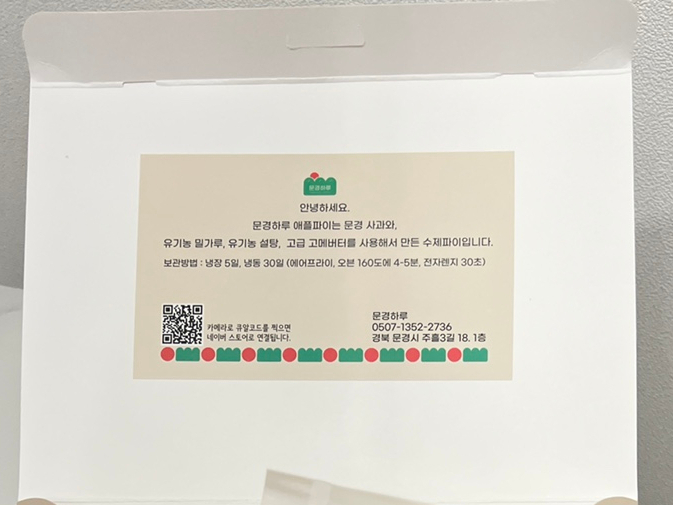 문경하루
안녕하세요.
문경하루 애플파이는 문경 사과와,
유기농 밀가루, 유기농 설탕, 고급 고메버터를 사용해서 만든 수제파이입니다.
보관방법 : 냉장 5일, 냉동 30일 (에어프라이, 오븐 160도에 4-5분, 전자렌지 30초)
카메라로 큐알코드를 찍으면
네이버 스토어로 연결됩니다.
문경하루
0507-1352-2736
경북 문경시 주흘3길 18. 1층